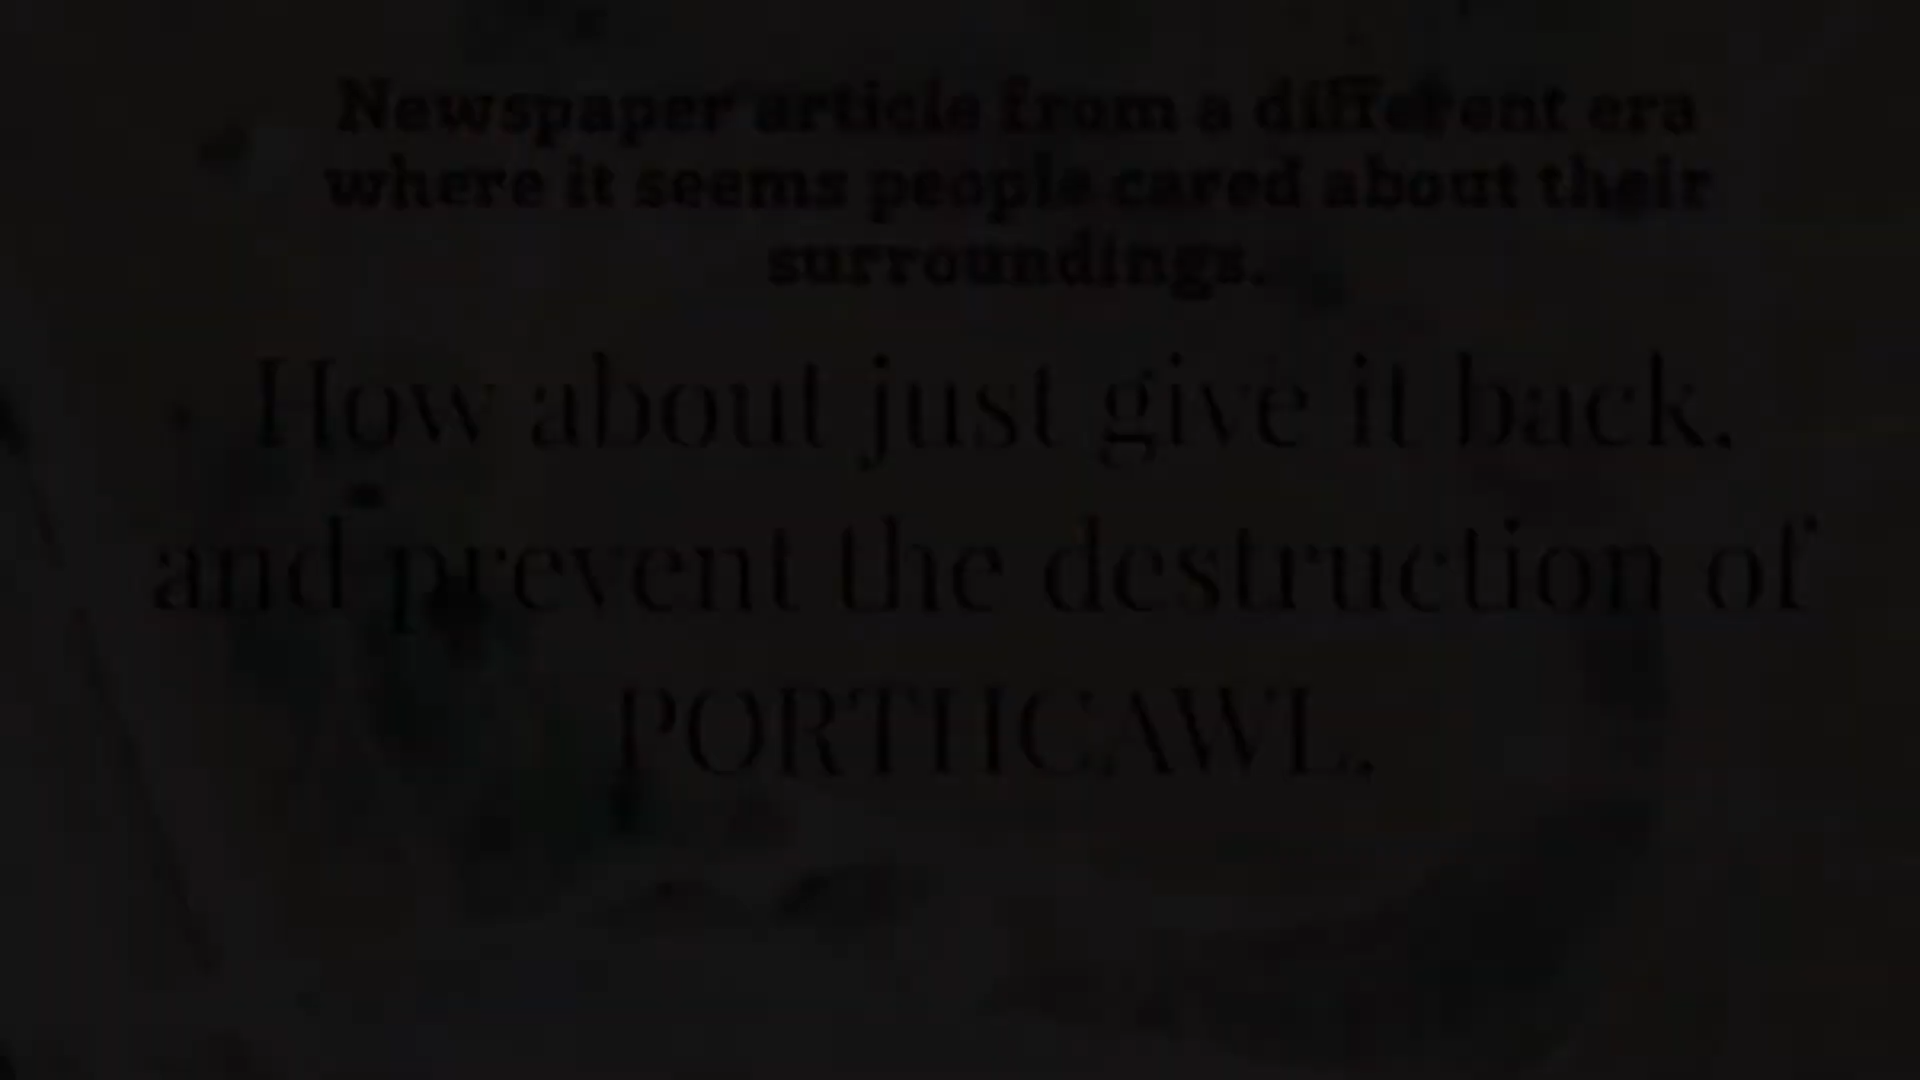 Newspaper article from a different era
where it seems people cared about their
surroundings.
How about just give it back,
and prevent the destruction of
PORTHCAWL.